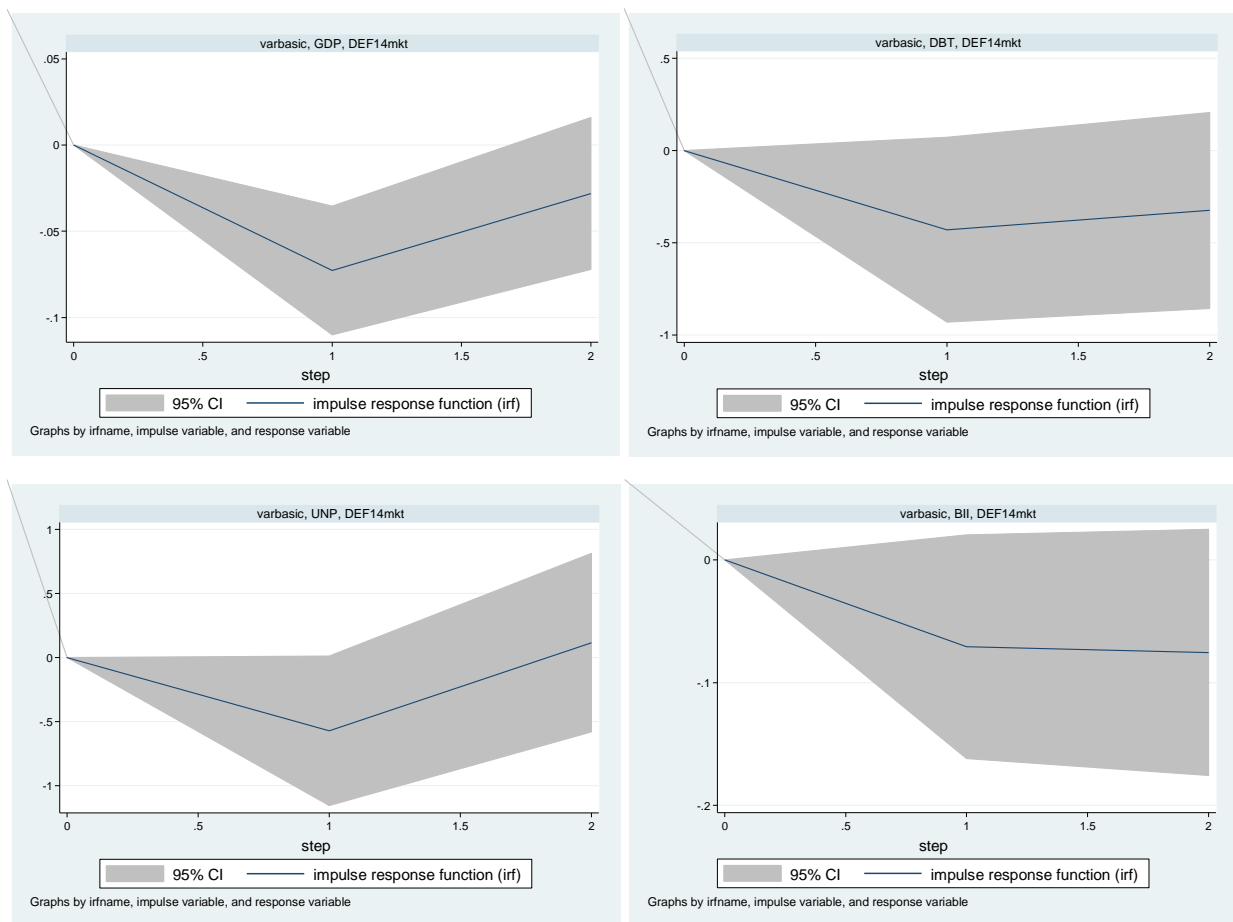 varbasic, GDP, DEF14mkt
.05
0
-.05
-.1
0 .5 1 1.5 2
step
95% CI impulse response function (irf)
Graphs by irfname, impulse variable, and response variable
varbasic, DBT, DEF14mkt
.5
0
-.5
-1
0 .5 1 1.5 2
step
95% CI impulse response function (irf)
Graphs by irfname, impulse variable, and response variable
varbasic, UNP, DEF14mkt
1
.5
0
-.5
-1
0 .5 1 1.5 2
step
95% CI impulse response function (irf)
Graphs by irfname, impulse variable, and response variable
varbasic, BII, DEF14mkt
0
-.1
-.2
0 .5 1 1.5 2
step
95% CI impulse response function (irf)
Graphs by irfname, impulse variable, and response variable